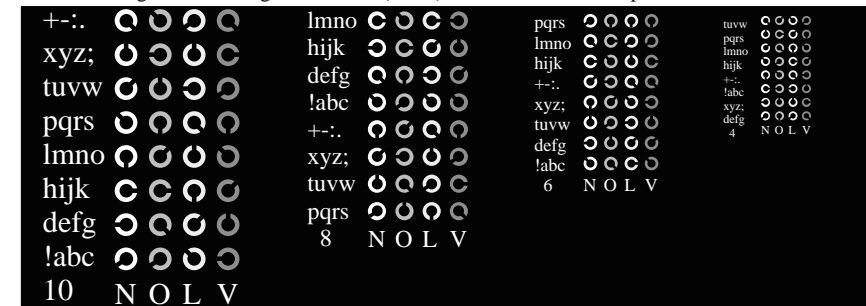 +-:.
xyz;
tuvw
pqrs
lmno
hijk
defg
!abc
10 N O L V
lmno
hijk
defg
!abc
+-:.
xyz;
tuvw
pqrs
8 N O L V
pqrs
lmno
hijk
+-:.
xyz;
tuvw
defg
!abc
6 N O L V
tuvw
pqrs
lmno
hijk
+-:.
!abc
xyz;
defg
4 N O L V